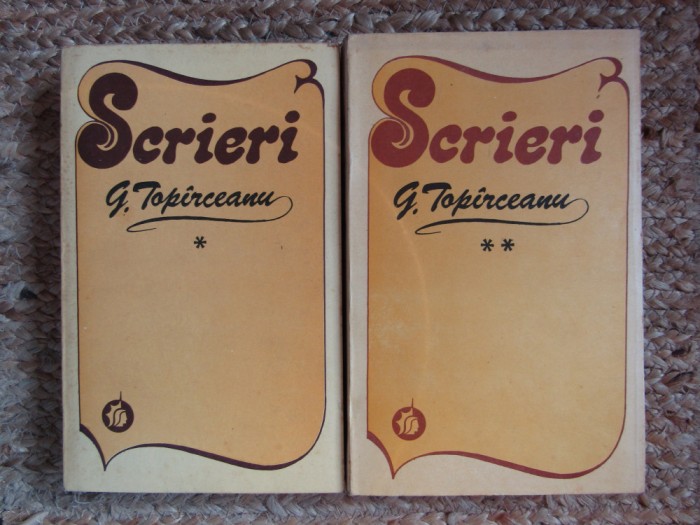 Scrieri
G. Topîrceanu
*
Scrieri
G. Topîrceanu
**